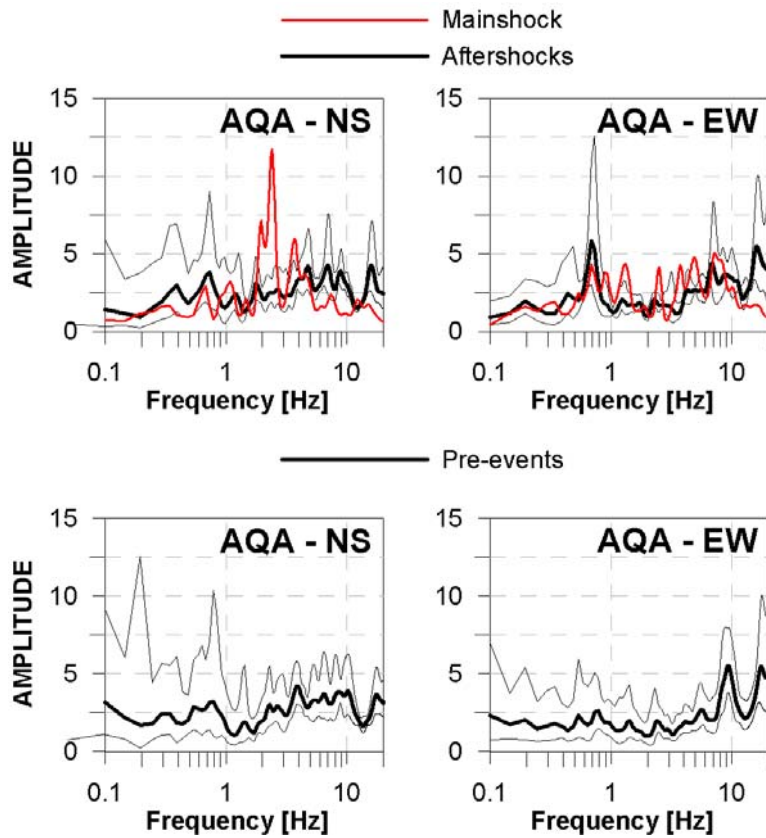 Mainshock
Aftershocks
AQA - NS
AQA - EW
15
10
5
0
AMPLITUDE
0.1 1 10
Frequency [Hz]
15
10
5
0
0.1 1 10
Frequency [Hz]
Pre-events
AQA - NS
AQA - EW
15
10
5
0
AMPLITUDE
0.1 1 10
Frequency [Hz]
15
10
5
0
0.1 1 10
Frequency [Hz]